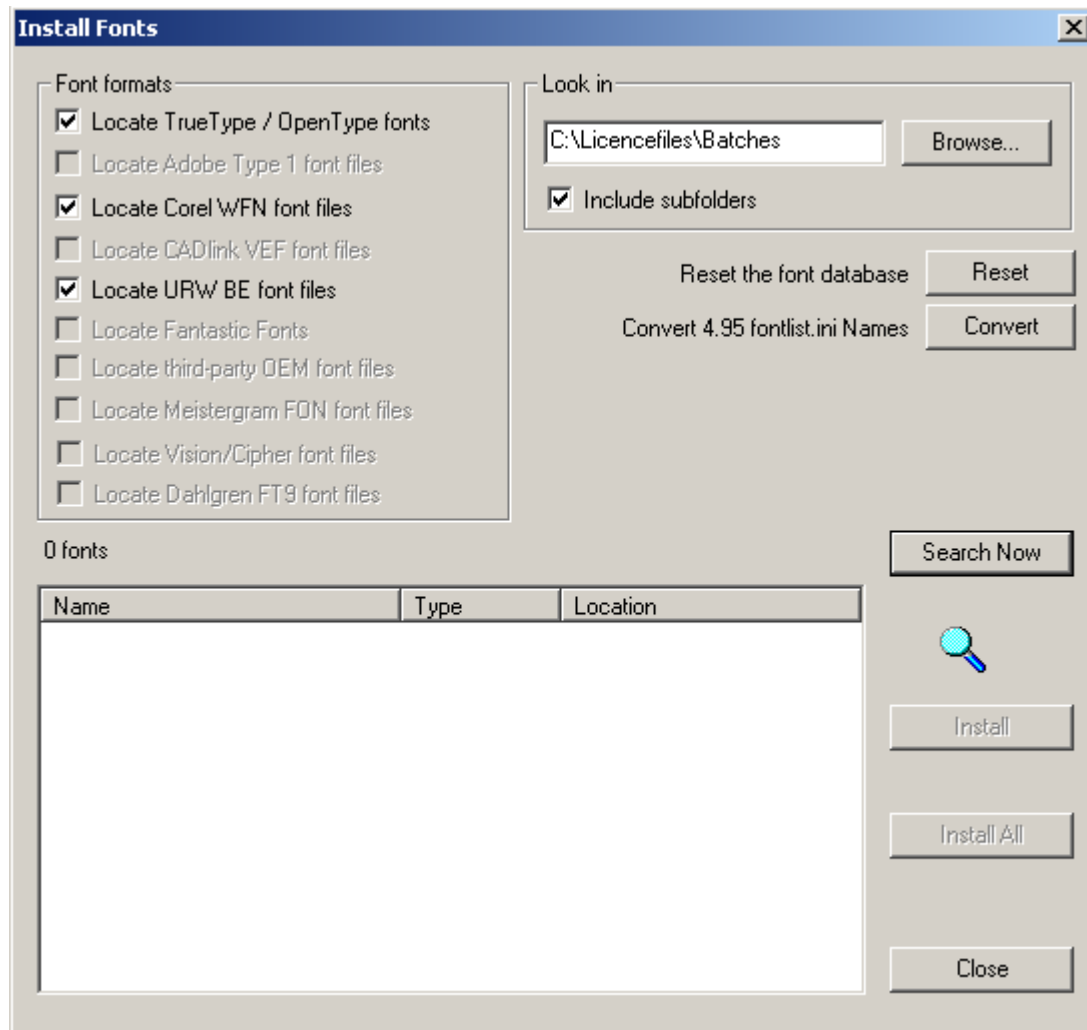 Install Fonts
Font formats
Locate TrueType / OpenType fonts
Locate Adobe Type 1 font files
Locate Corel WFN font files
Locate CADlink VEF font files
Locate URW BE font files
Locate Fantastic Fonts
Locate third-party OEM font files
Locate Meistergram FON font files
Locate Vision/Cipher font files
Locate Dahlgren FT9 font files
Look in
C:\Licencefiles\Batches
Browse...
Include subfolders
Reset the font database
Reset
Convert 4.95 fontlist.ini Names
Convert
0 fonts
Search Now
Name Type Location
Install
Install All
Close